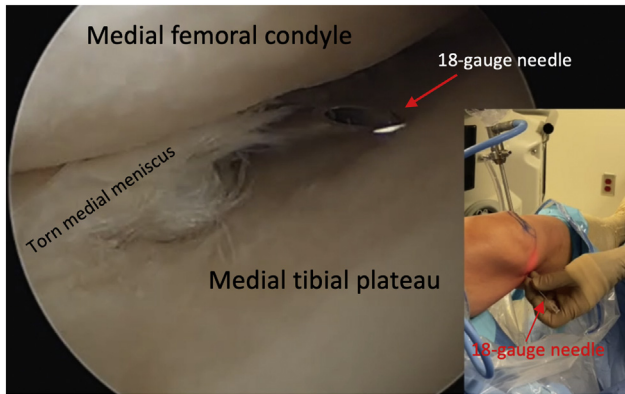 Medial femoral condyle
18-gauge needle
Torn medial meniscus
Medial tibial plateau
18-gauge needle